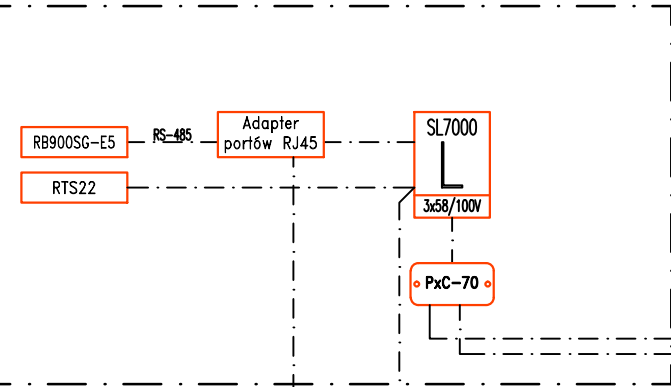 Adapter
portów RJ45
SL7000
RB900SG-E5
RS-485
RTS22
L
3x58/100V
PxC-70